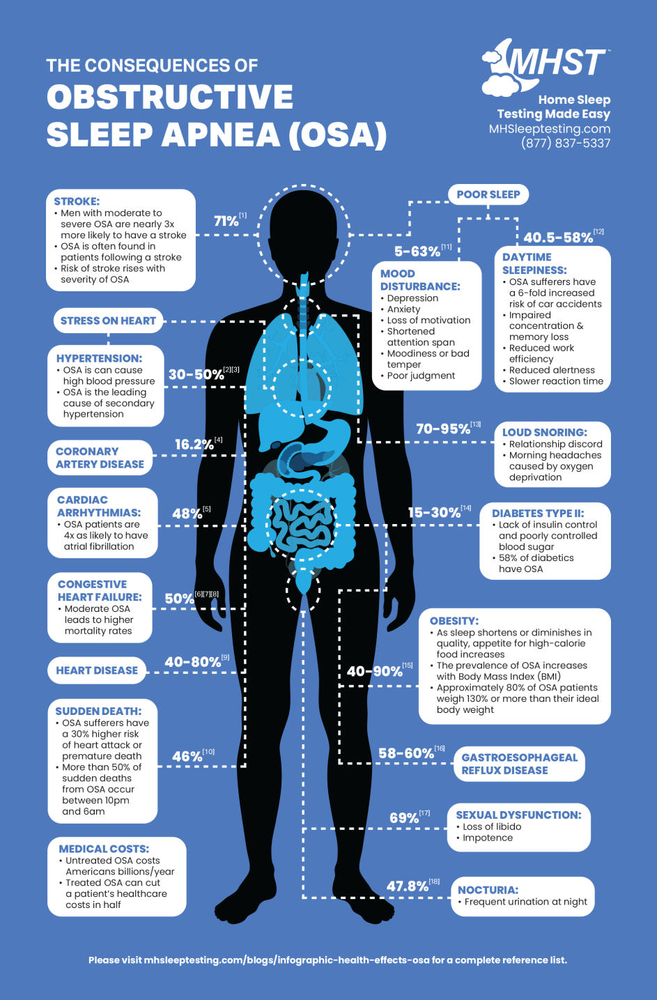 THE CONSEQUENCES OF
OBSTRUCTIVE
SLEEP APNEA (OSA)
MHST™
Home Sleep
Testing Made Easy
MHSleeptesting.com
(877) 837-5337
STROKE:
• Men with moderate to
severe OSA are nearly 3x
more likely to have a stroke
• OSA is often found in
patients following a stroke
• Risk of stroke rises with
severity of OSA
71%[1]
STRESS ON HEART
HYPERTENSION:
• OSA is can cause
high blood pressure
• OSA is the leading
cause of secondary
hypertension
30-50%[2][3]
CORONARY
ARTERY DISEASE
16.2%[4]
CARDIAC
ARRHYTHMIAS:
• OSA patients are
4x as likely to have
atrial fibrillation
48%[5]
CONGESTIVE
HEART FAILURE:
• Moderate OSA
leads to higher
mortality rates
50%[6][7][8]
HEART DISEASE
40-80%[9]
SUDDEN DEATH:
• OSA sufferers have
a 30% higher risk
of heart attack or
premature death
• More than 50% of
sudden deaths
from OSA occur
between 10pm
and 6am
46%[10]
MEDICAL COSTS:
• Untreated OSA costs
Americans billions/year
• Treated OSA can cut
a patient's healthcare
costs in half
POOR SLEEP
5-63%[11]
MOOD
DISTURBANCE:
• Depression
• Anxiety
• Loss of motivation
• Shortened
attention span
• Moodiness or bad
temper
• Poor judgment
40.5-58%[12]
DAYTIME
SLEEPINESS:
• OSA sufferers have
a 6-fold increased
risk of car accidents
• Impaired
concentration &
memory loss
• Reduced work
efficiency
• Reduced alertness
• Slower reaction time
70-95%[13]
LOUD SNORING:
• Relationship discord
• Morning headaches
caused by oxygen
deprivation
15-30%[14]
DIABETES TYPE II:
• Lack of insulin control
and poorly controlled
blood sugar
• 58% of diabetics
have OSA
40-90%[15]
OBESITY:
• As sleep shortens or diminishes in
quality, appetite for high-calorie
food increases
• The prevalence of OSA increases
with Body Mass Index (BMI)
• Approximately 80% of OSA patients
weigh 130% or more than their ideal
body weight
58-60%[16]
GASTROESOPHAGEAL
REFLUX DISEASE
69%[17]
SEXUAL DYSFUNCTION:
• Loss of libido
• Impotence
47.8%[18]
NOCTURIA:
• Frequent urination at night
Please visit mhsleeptesting.com/blogs/infographic-health-effects-osa for a complete reference list.